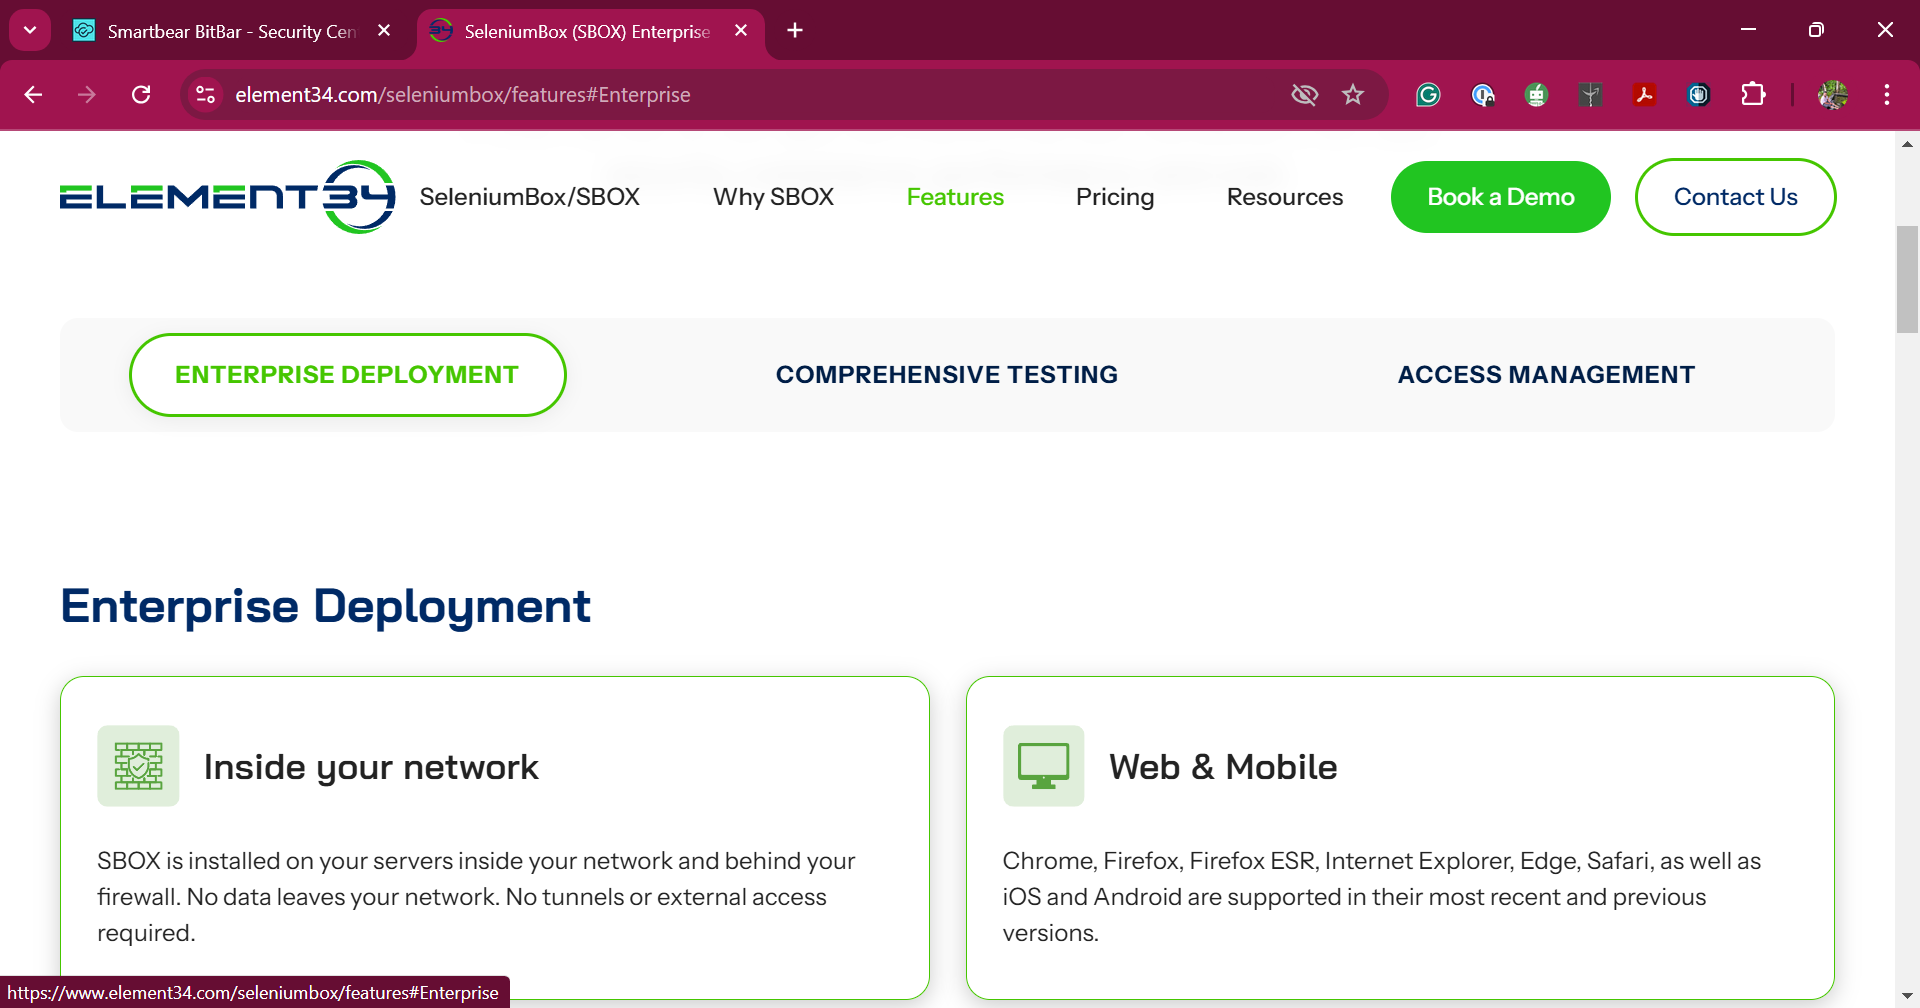 Smartbear BitBar - Security Cen
SeleniumBox (SBOX) Enterprise
element34.com/seleniumbox/features#Enterprise
ELEMENT34
SeleniumBox/SBOX
Why SBOX
Features
Pricing
Resources
Book a Demo
Contact Us
ENTERPRISE DEPLOYMENT
COMPREHENSIVE TESTING
ACCESS MANAGEMENT
Enterprise Deployment
Inside your network
SBOX is installed on your servers inside your network and behind your
firewall. No data leaves your network. No tunnels or external access
required.
Web & Mobile
Chrome, Firefox, Firefox ESR, Internet Explorer, Edge, Safari, as well as
iOS and Android are supported in their most recent and previous
versions.
https://www.element34.com/seleniumbox/features#Enterprise